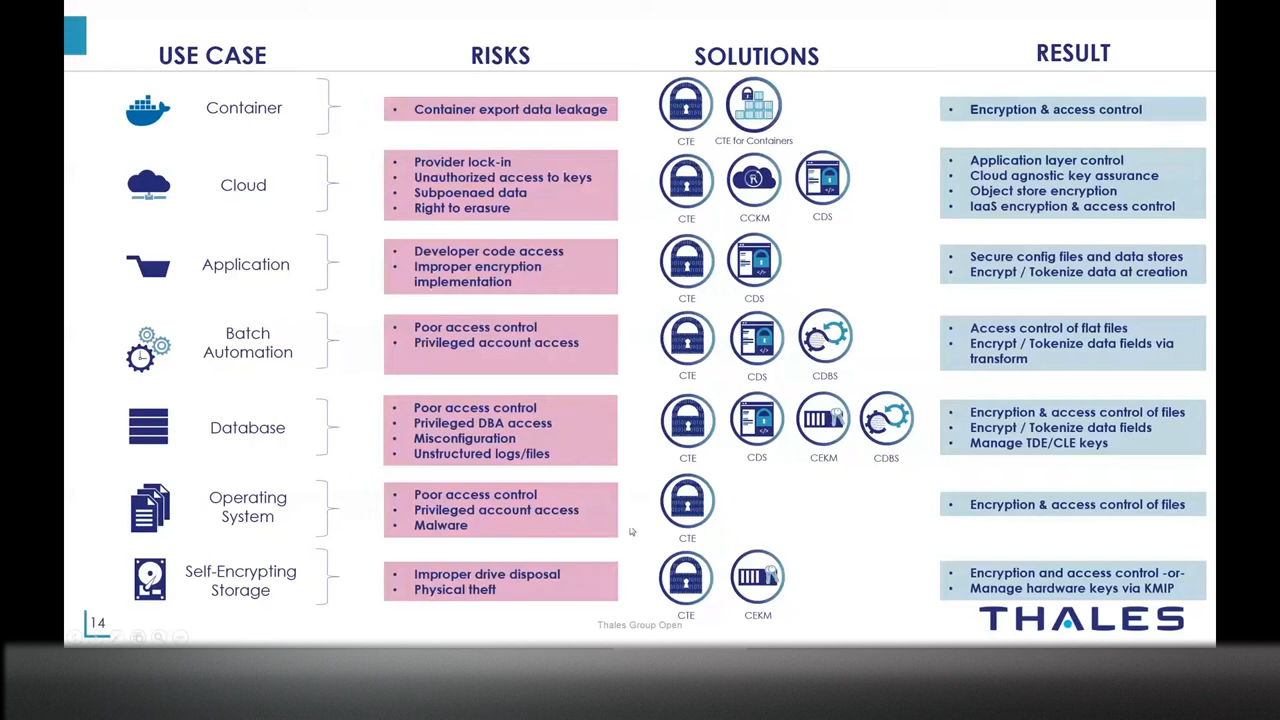 USE CASE
RISKS
SOLUTIONS
RESULT
Container
• Container export data leakage
CTE
CTE for Containers
• Encryption & access control
Cloud
• Provider lock-in
• Unauthorized access to keys
• Subpoenaed data
• Right to erasure
CTE
CCKM
CDS
• Application layer control
• Cloud agnostic key assurance
• Object store encryption
• IaaS encryption & access control
Application
• Developer code access
• Improper encryption
implementation
CTE
CDS
• Secure config files and data stores
• Encrypt / Tokenize data at creation
Batch
Automation
• Poor access control
• Privileged account access
CTE
CDS
CDBS
• Access control of flat files
• Encrypt / Tokenize data fields via
transform
Database
• Poor access control
• Privileged DBA access
• Misconfiguration
• Unstructured logs/files
CTE
CDS
CEKM
CDBS
• Encryption & access control of files
• Encrypt / Tokenize data fields
• Manage TDE/CLE keys
Operating
System
• Poor access control
• Privileged account access
• Malware
CTE
• Encryption & access control of files
Self-Encrypting
Storage
• Improper drive disposal
• Physical theft
CTE
CEKM
• Encryption and access control -or-
• Manage hardware keys via KMIP
14
Thales Group Open
THALES